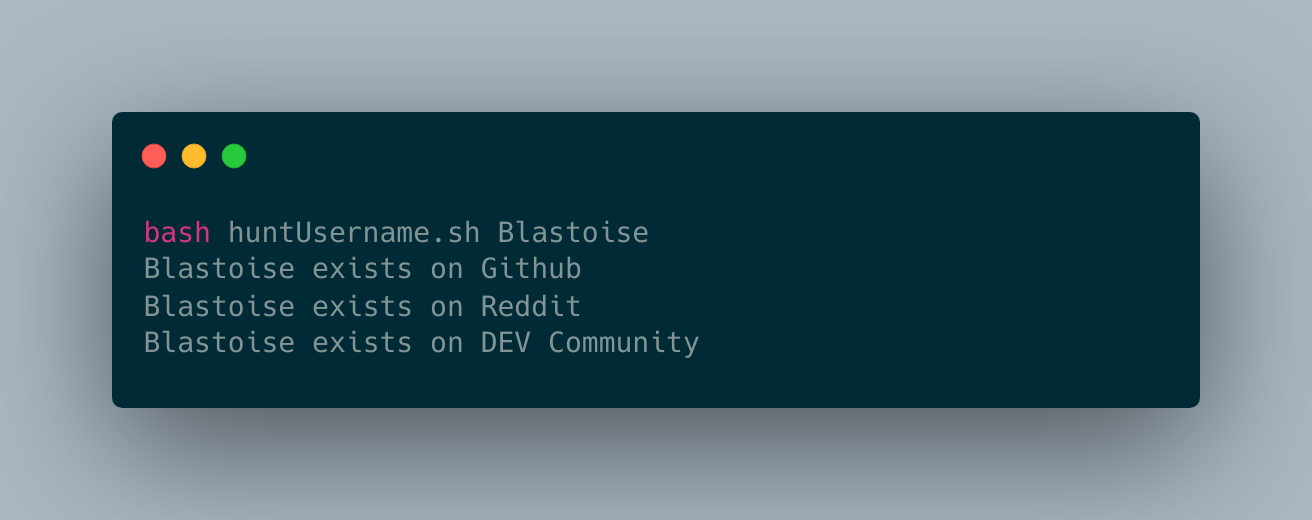 bash huntUsername.sh Blastoise
Blastoise exists on Github
Blastoise exists on Reddit
Blastoise exists on DEV Community